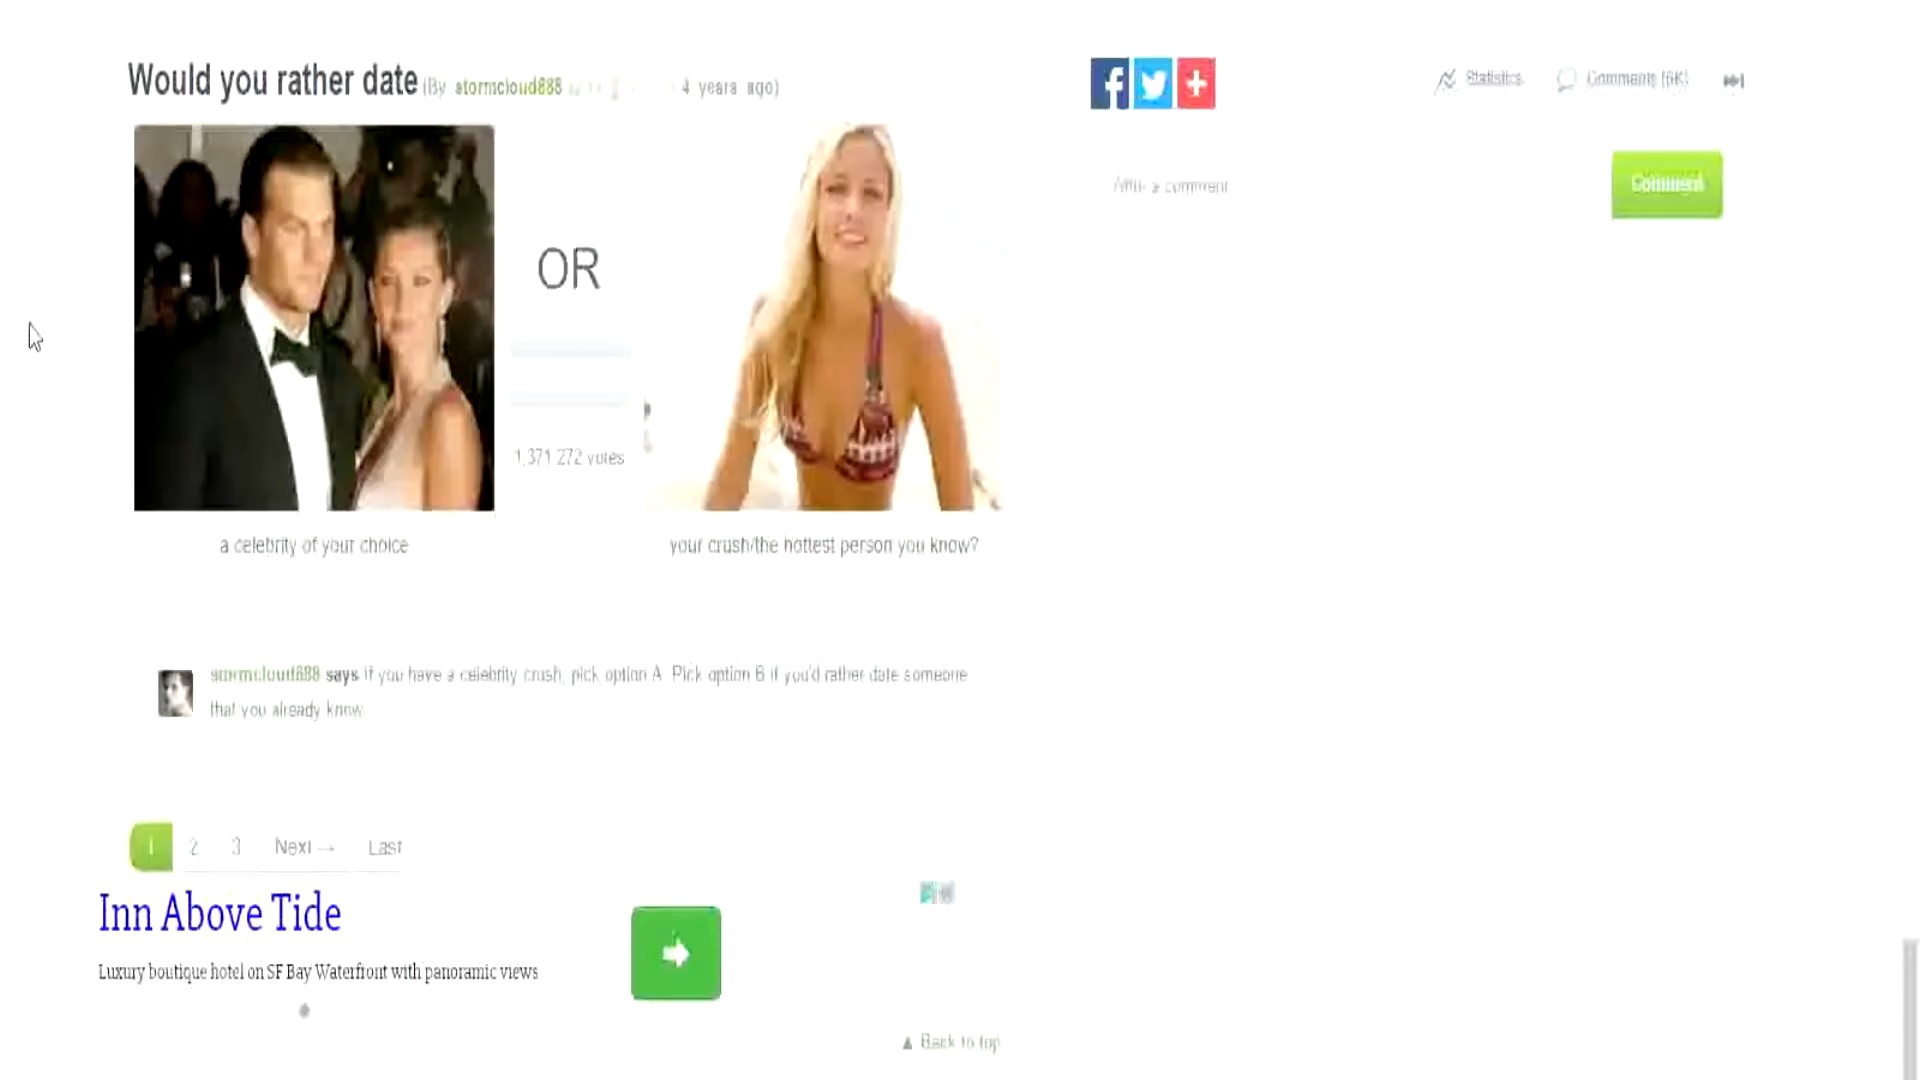 Would you rather date (By stormcloud888 4 years ago)
Statistics Comments (6K)
Write a comment
Comment
OR
1,371,272 votes
a celebrity of your choice
your crush/the hottest person you know?
stormcloud888 says If you have a celebrity crush, pick option A. Pick option B if you'd rather date someone
that you already know.
1 2 3 Next → Last
Inn Above Tide
Luxury boutique hotel on SF Bay Waterfront with panoramic views
▲ Back to top